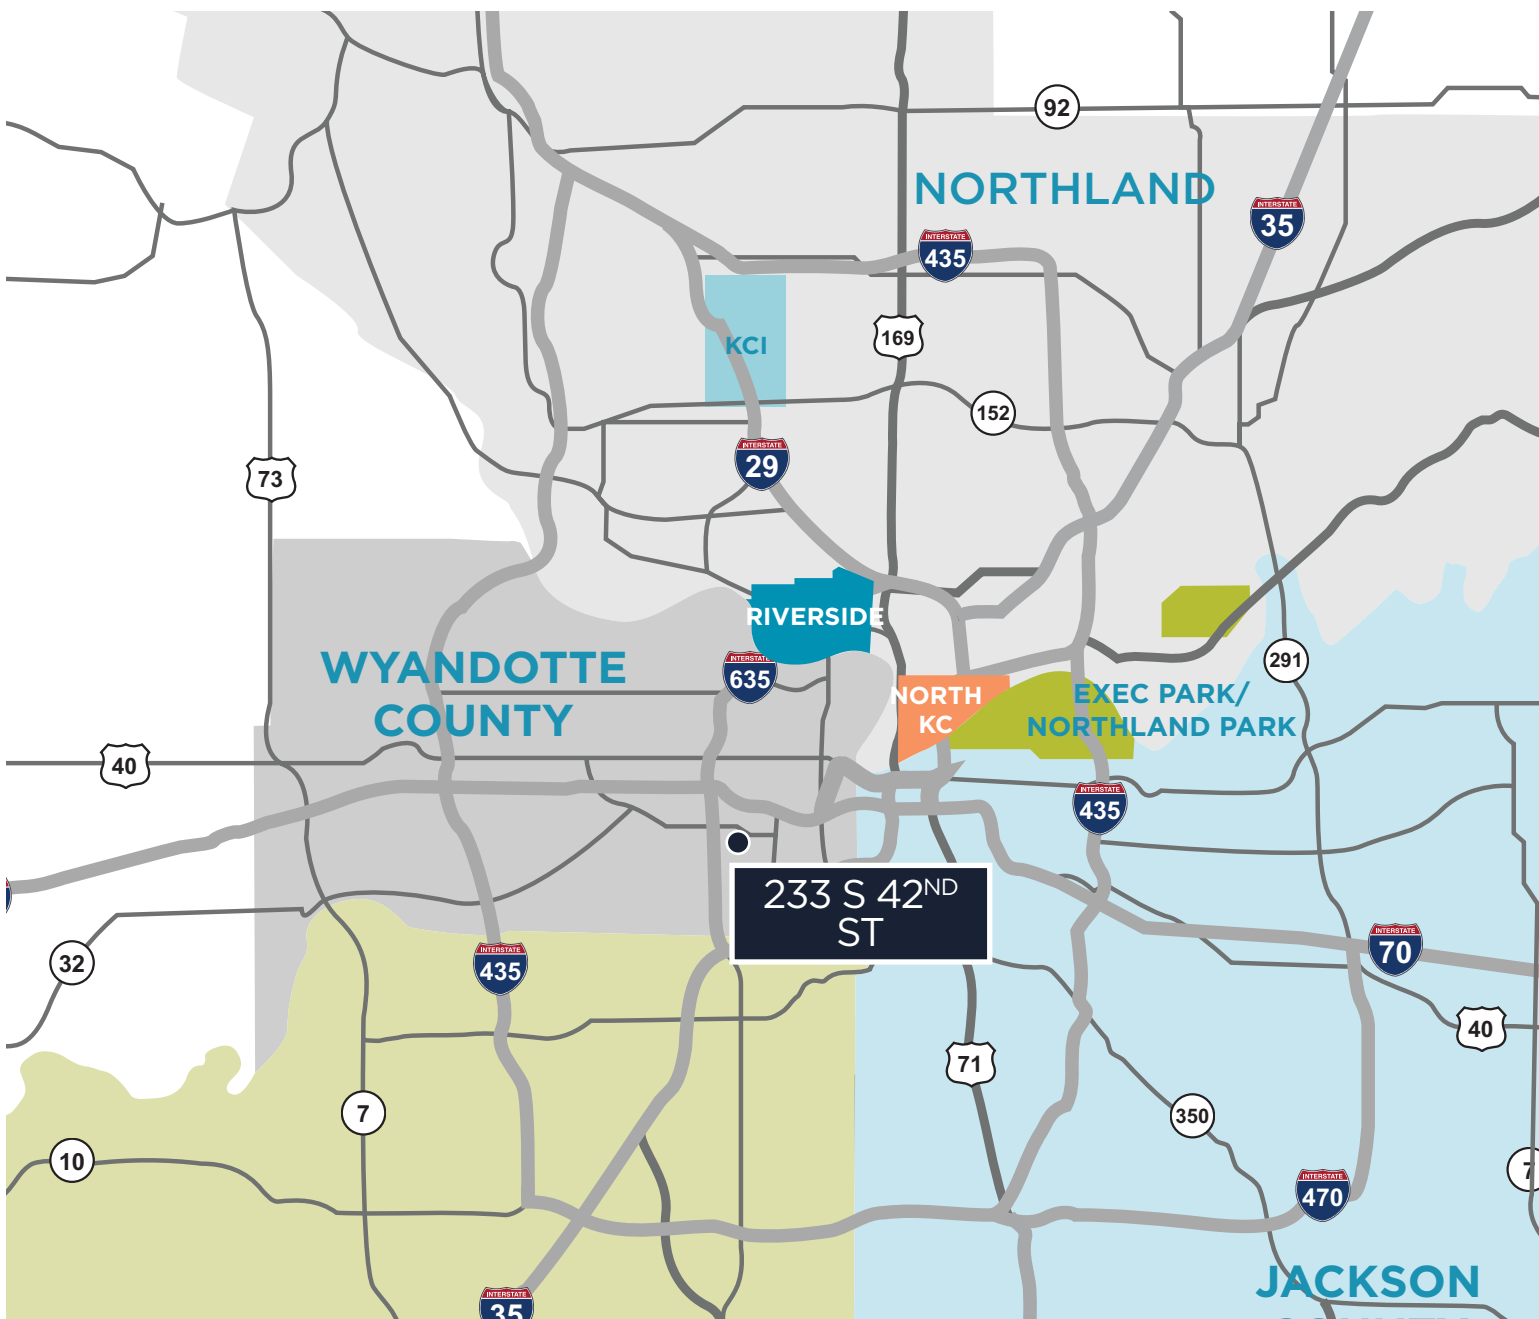 92
NORTHLAND
INTERSTATE
35
INTERSTATE
435
169
KCI
152
INTERSTATE
29
73
RIVERSIDE
WYANDOTTE
COUNTY
INTERSTATE
635
291
NORTH
KC
EXEC PARK/
NORTHLAND PARK
40
INTERSTATE
435
233 S 42ND
ST
32
INTERSTATE
435
INTERSTATE
70
40
71
7
350
10
7
INTERSTATE
470
JACKSON
COUNTY
INTERSTATE
35